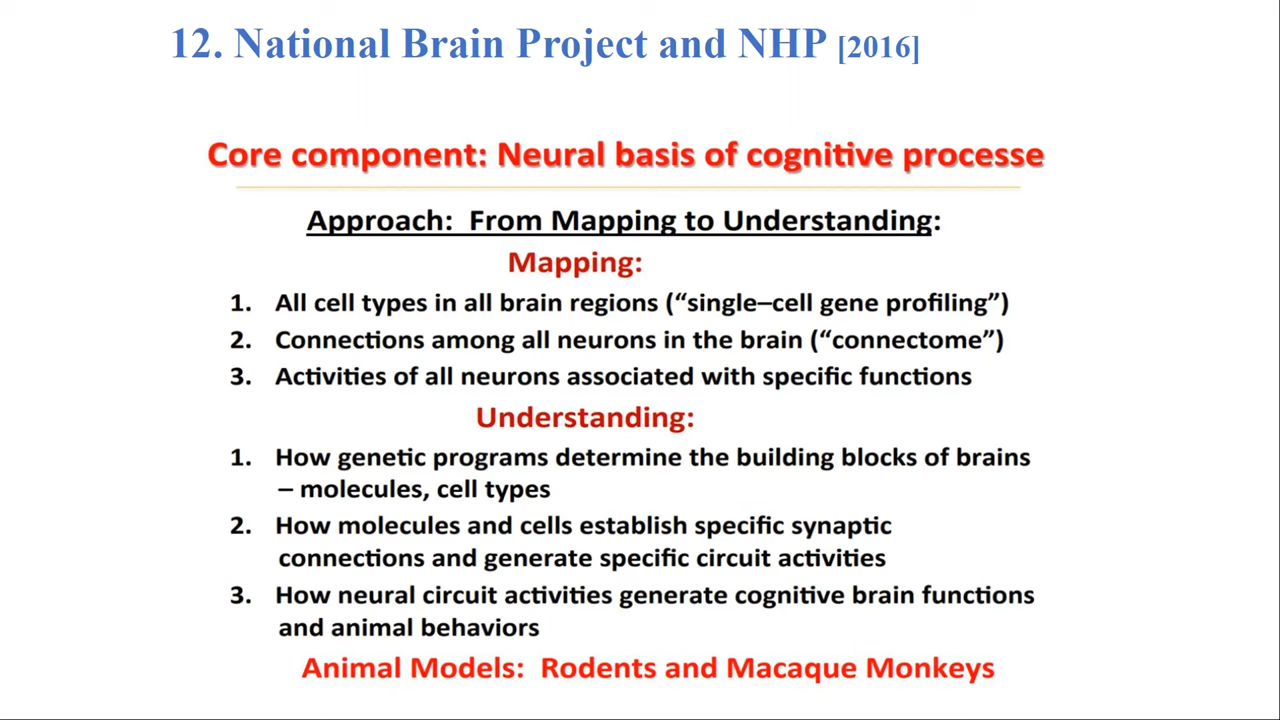 12. National Brain Project and NHP [2016]
Core component: Neural basis of cognitive processe
Approach: From Mapping to Understanding:
Mapping:
1. All cell types in all brain regions (“single–cell gene profiling”)
2. Connections among all neurons in the brain (“connectome”)
3. Activities of all neurons associated with specific functions
Understanding:
1. How genetic programs determine the building blocks of brains
– molecules, cell types
2. How molecules and cells establish specific synaptic
connections and generate specific circuit activities
3. How neural circuit activities generate cognitive brain functions
and animal behaviors
Animal Models: Rodents and Macaque Monkeys